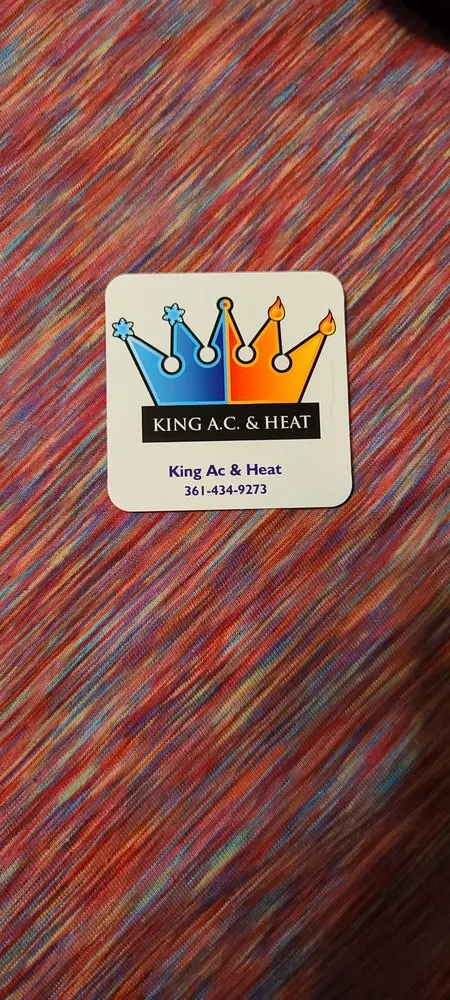 KING A.C. & HEAT
King Ac & Heat
361-434-9273